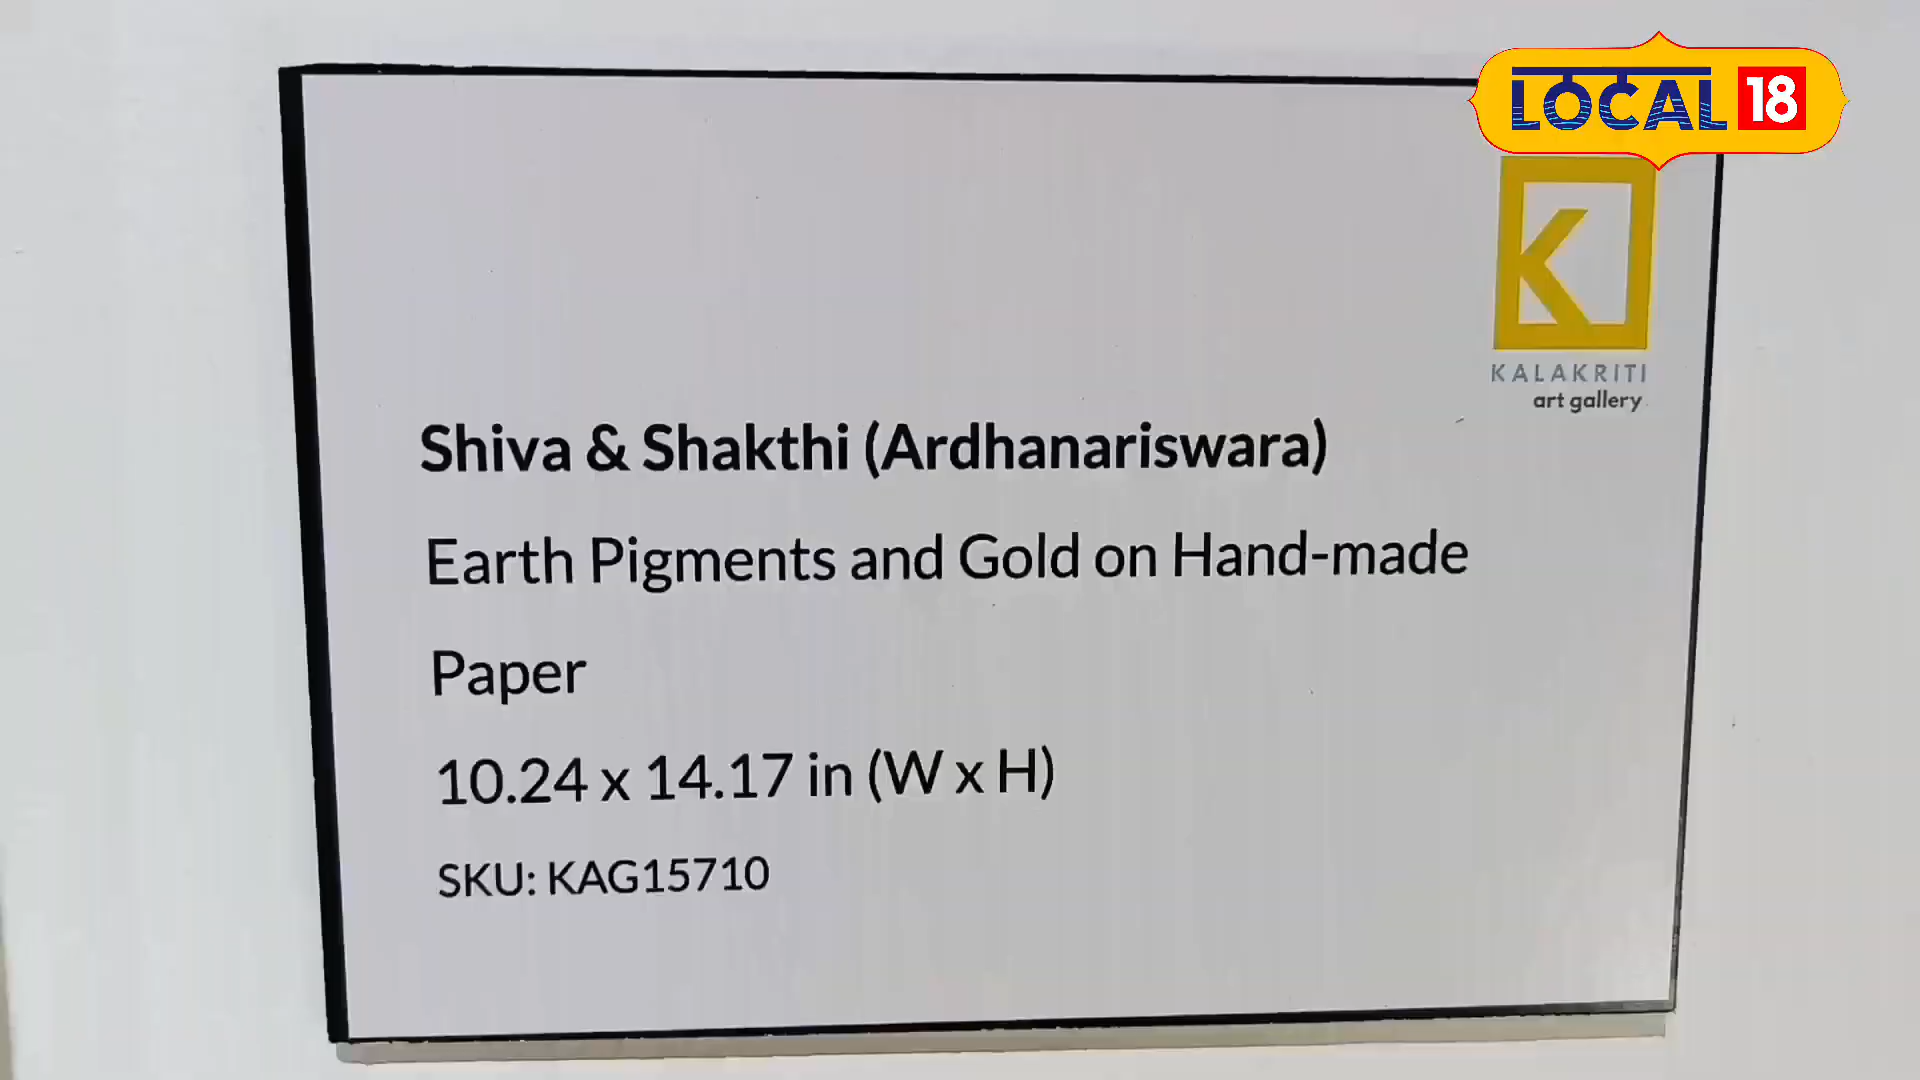 LOCAL 18
K
KALAKRITI
art gallery
Shiva & Shakthi (Ardhanariswara)
Earth Pigments and Gold on Hand-made
Paper
10.24 x 14.17 in (W x H)
SKU: KAG15710